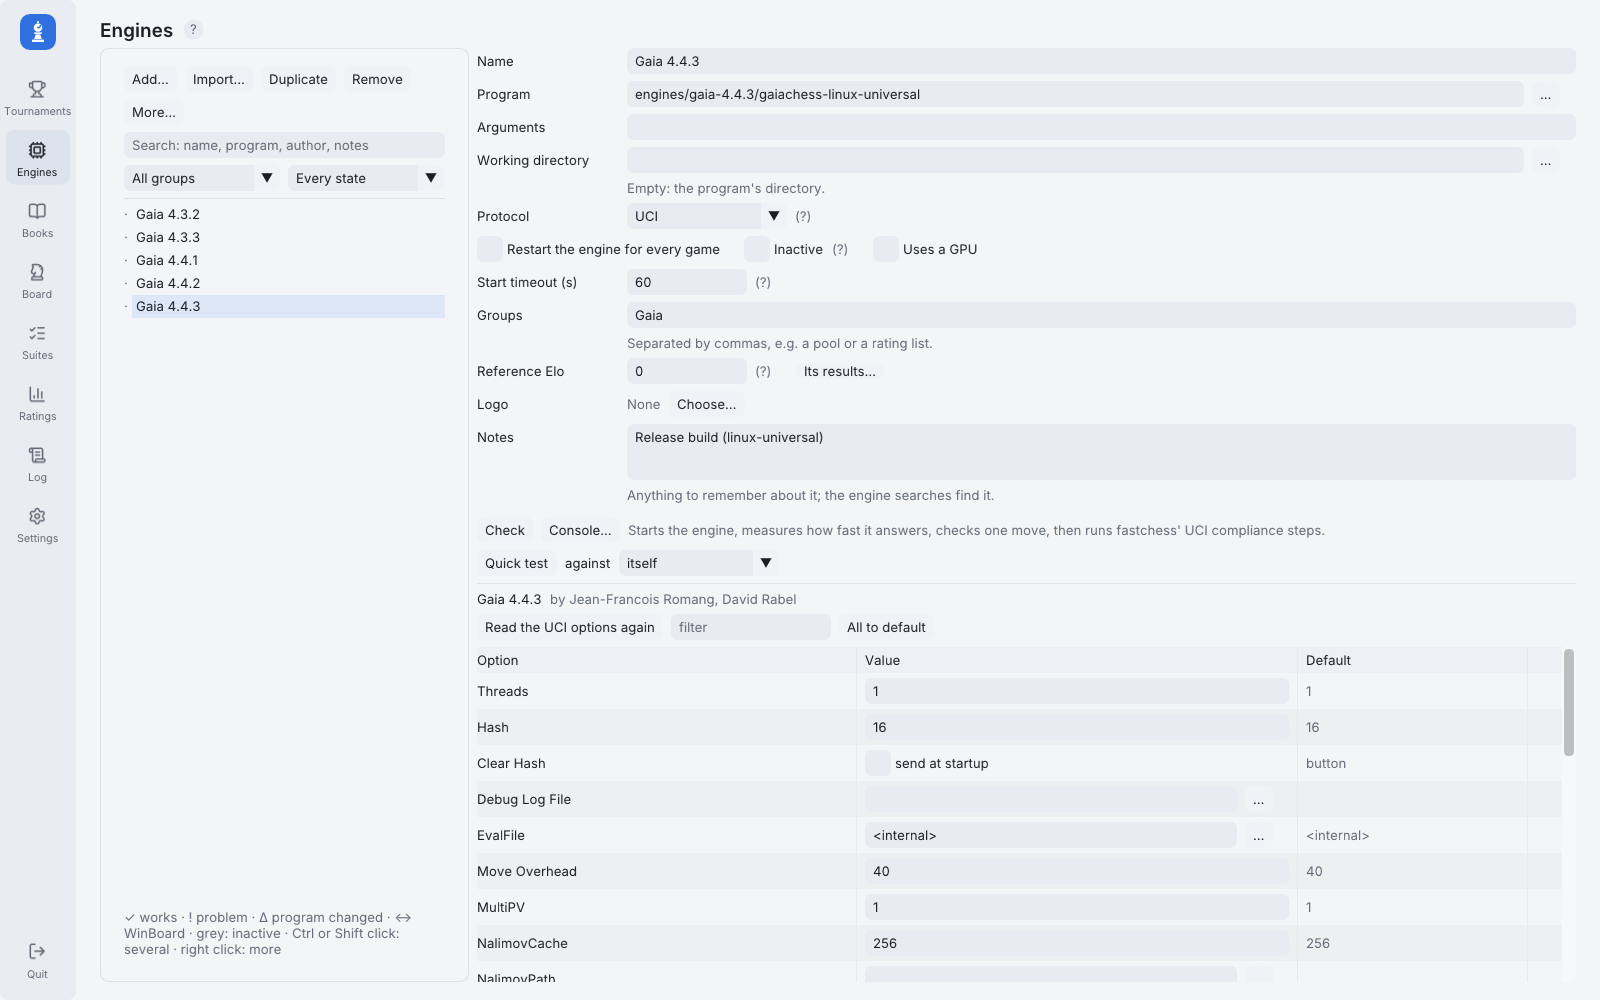 Engines ?
Tournaments
Engines
Books
Board
Suites
Ratings
Log
Settings
Quit
Add... Import... Duplicate Remove
More...
Search: name, program, author, notes
All groups ▼ Every state ▼
· Gaia 4.3.2
· Gaia 4.3.3
· Gaia 4.4.1
· Gaia 4.4.2
· Gaia 4.4.3
✓ works · ! problem · Δ program changed · ↔
WinBoard · grey: inactive · Ctrl or Shift click:
several · right click: more
Name Gaia 4.4.3
Program engines/gaia-4.4.3/gaiachess-linux-universal ...
Arguments
Working directory ...
Empty: the program's directory.
Protocol UCI ▼ (?)
Restart the engine for every game Inactive (?) Uses a GPU
Start timeout (s) 60 (?)
Groups Gaia
Separated by commas, e.g. a pool or a rating list.
Reference Elo 0 (?) Its results...
Logo None Choose...
Notes Release build (linux-universal)
Anything to remember about it; the engine searches find it.
Check Console... Starts the engine, measures how fast it answers, checks one move, then runs fastchess' UCI compliance steps.
Quick test against itself ▼
Gaia 4.4.3 by Jean-Francois Romang, David Rabel
Read the UCI options again filter All to default
Option Value Default
Threads 1 1
Hash 16 16
Clear Hash send at startup button
Debug Log File ...
EvalFile <internal> ... <internal>
Move Overhead 40 40
MultiPV 1 1
NalimovCache 256 256
NalimovPath